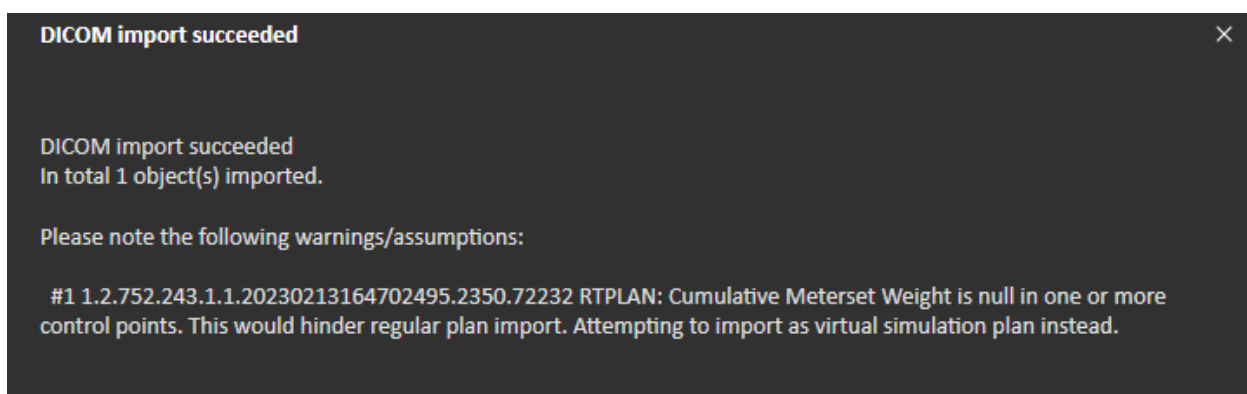 DICOM import succeeded
DICOM import succeeded
In total 1 object(s) imported.
Please note the following warnings/assumptions:
#1 1.2.752.243.1.1.20230213164702495.2350.72232 RTPLAN: Cumulative Meterset Weight is null in one or more
control points. This would hinder regular plan import. Attempting to import as virtual simulation plan instead.